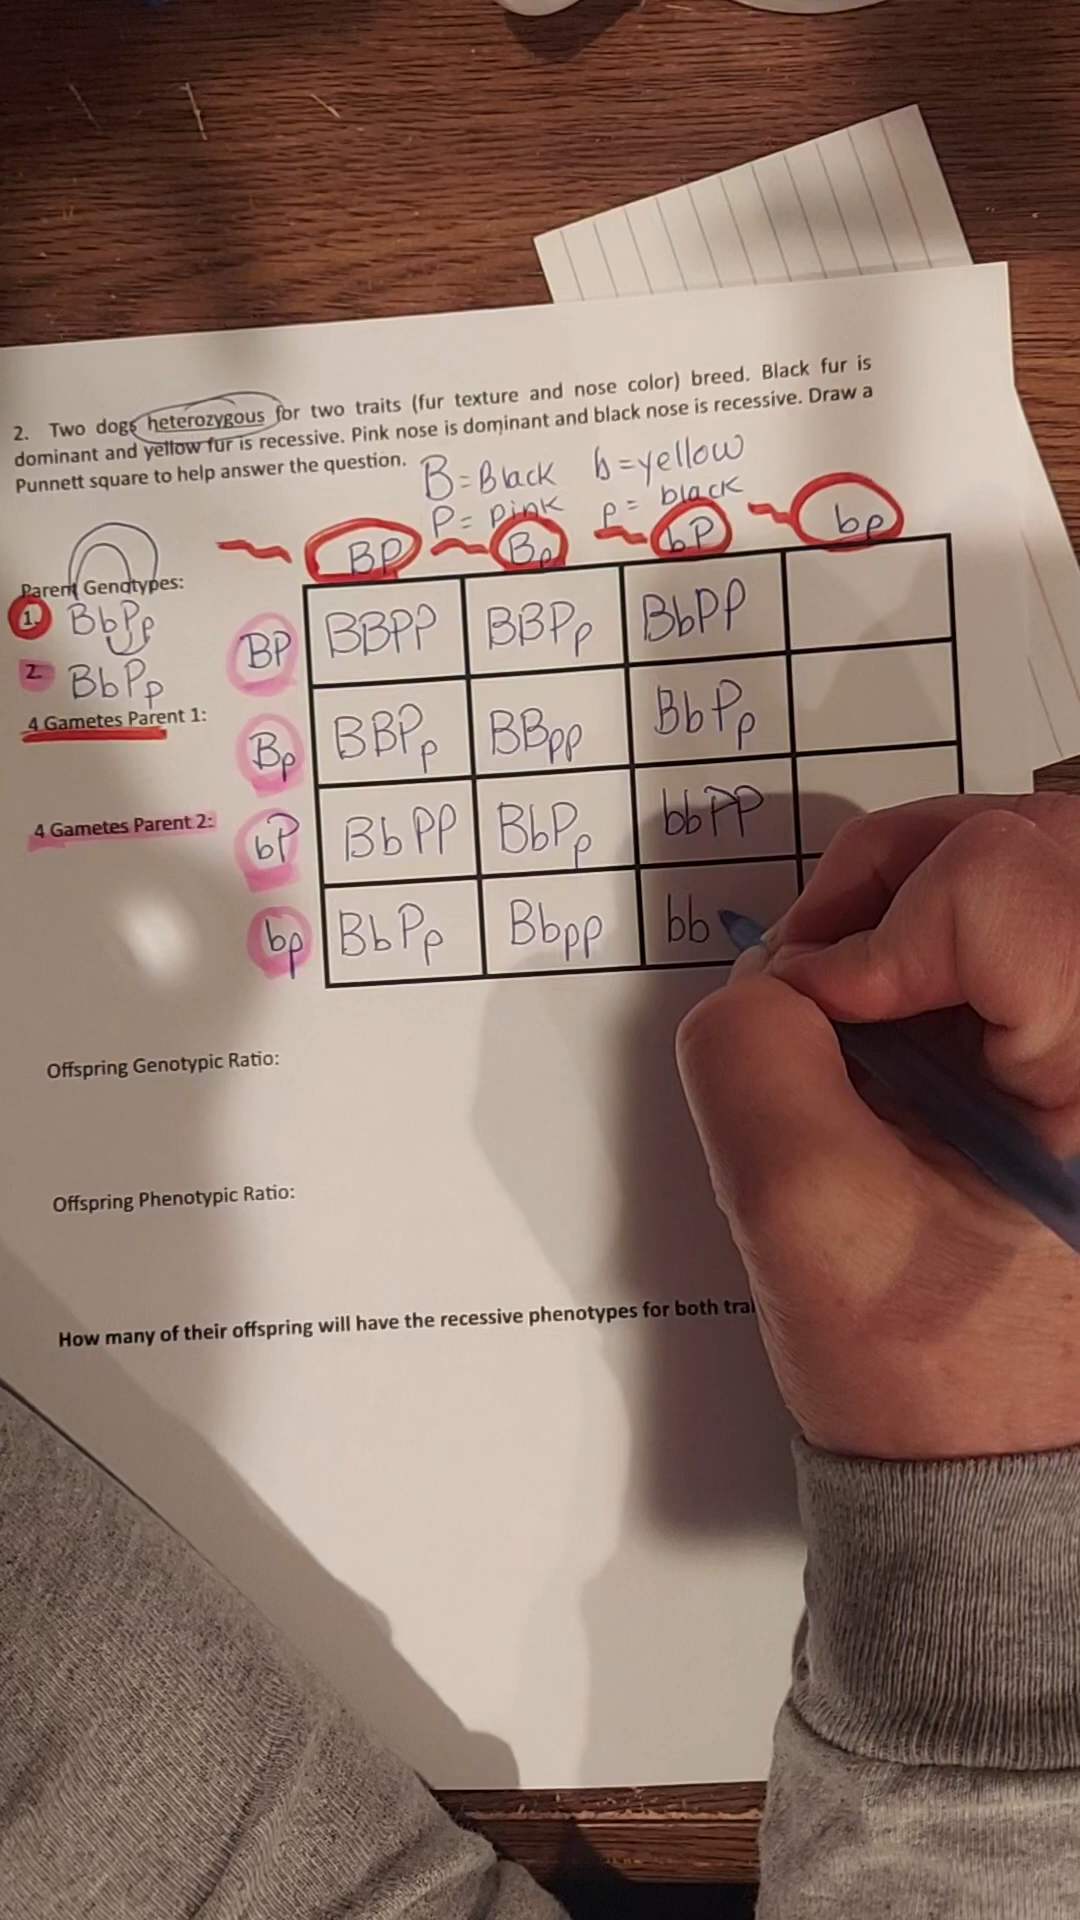 2. Two dogs heterozygous for two traits (fur texture and nose color) breed. Black fur is
dominant and yellow fur is recessive. Pink nose is dominant and black nose is recessive. Draw a
Punnett square to help answer the question.
B=Black b=yellow
P= Pink p= black
BP Bp bP bp
Parent Genotypes:
1. BbPp
2. BbPp
4 Gametes Parent 1:
4 Gametes Parent 2:
BP BBPP BBPp BbPP
Bp BBPp BBpp BbPp
bP BbPP BbPp bbPP
bp BbPp Bbpp bb
Offspring Genotypic Ratio:
Offspring Phenotypic Ratio:
How many of their offspring will have the recessive phenotypes for both